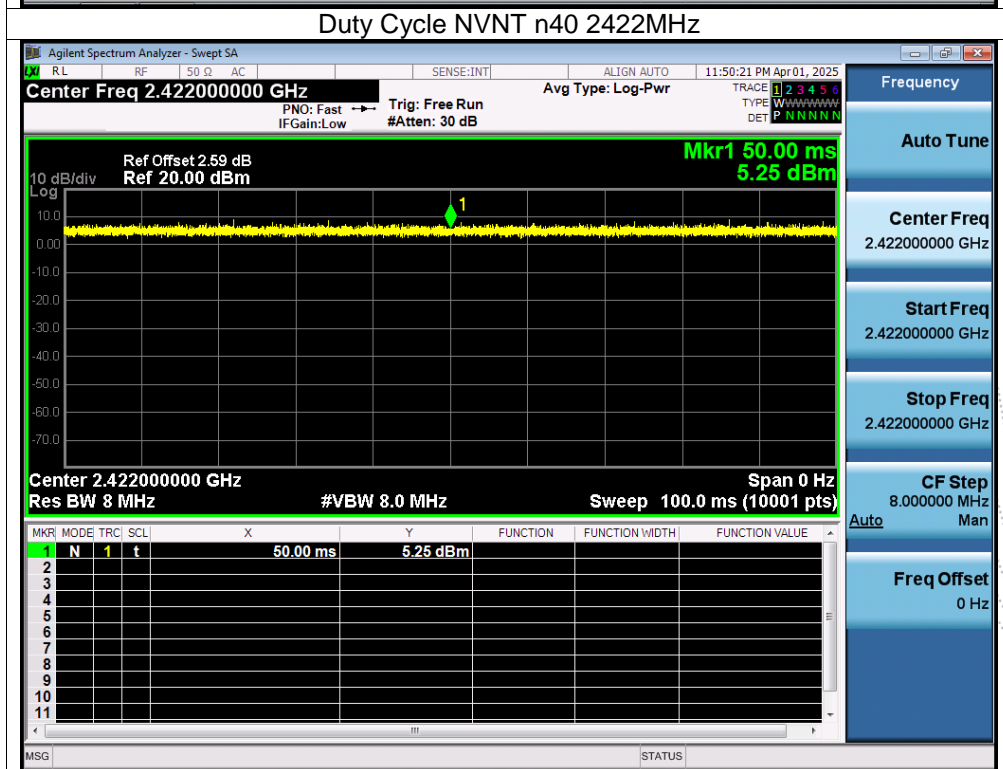 Duty Cycle NVNT n40 2422MHz
Agilent Spectrum Analyzer - Swept SA
LXI RL RF 50 Ω AC SENSE:INT ALIGN AUTO 11:50:21 PM Apr 01, 2025
Center Freq 2.422000000 GHz
PNO: Fast
IFGain:Low
Trig: Free Run
#Atten: 30 dB
Avg Type: Log-Pwr
TRACE 1 2 3 4 5 6
TYPE WWWWWW
DET P N N N N N
Frequency
Mkr1 50.00 ms
5.25 dBm
Ref Offset 2.59 dB
10 dB/div Ref 20.00 dBm
Log
1
10.0
0.00
-10.0
-20.0
-30.0
-40.0
-50.0
-60.0
-70.0
Center 2.422000000 GHz Span 0 Hz
Res BW 8 MHz #VBW 8.0 MHz Sweep 100.0 ms (10001 pts)
MKR MODE TRC SCL X Y FUNCTION FUNCTION WIDTH FUNCTION VALUE
1 N 1 t 50.00 ms 5.25 dBm
2
3
4
5
6
7
8
9
10
11
MSG STATUS
Auto Tune
Center Freq
2.422000000 GHz
Start Freq
2.422000000 GHz
Stop Freq
2.422000000 GHz
CF Step
8.000000 MHz
Auto Man
Freq Offset
0 Hz